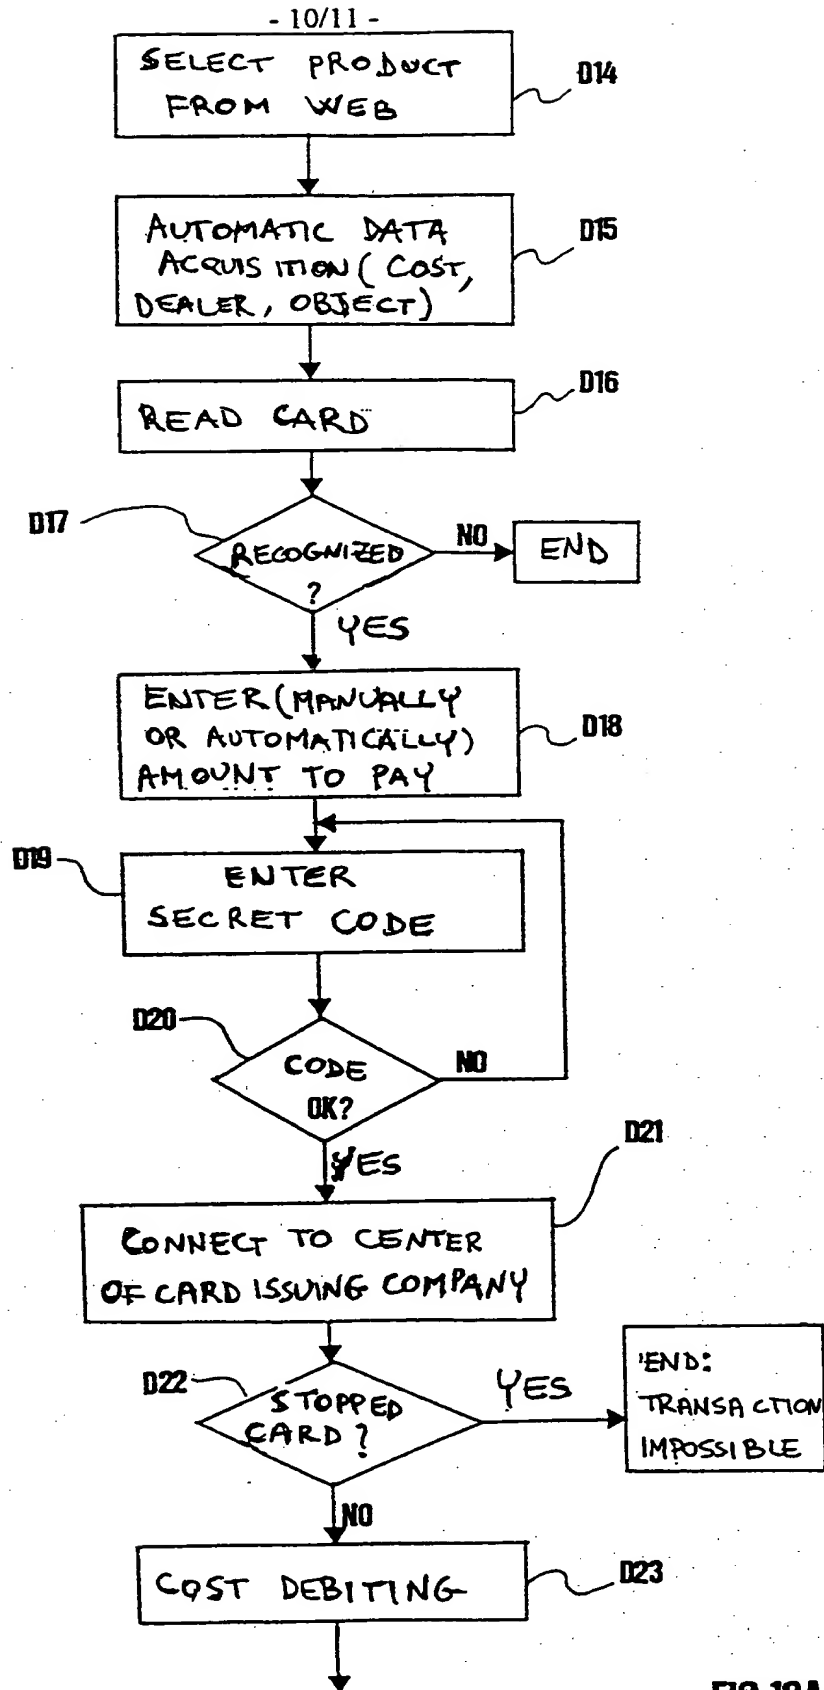 - 10/11 -
SELECT PRODUCT
FROM WEB
D14
AUTOMATIC DATA
ACQUISITION (COST,
DEALER, OBJECT)
D15
READ CARD
D16
D17
RECOGNIZED
?
NO
END
YES
ENTER (MANUALLY
OR AUTOMATICALLY)
AMOUNT TO PAY
D18
D19
ENTER
SECRET CODE
D20
CODE
OK?
NO
YES
D21
CONNECT TO CENTER
OF CARD ISSUING COMPANY
D22
STOPPED
CARD?
YES
END:
TRANSACTION
IMPOSSIBLE
NO
COST DEBITING
D23